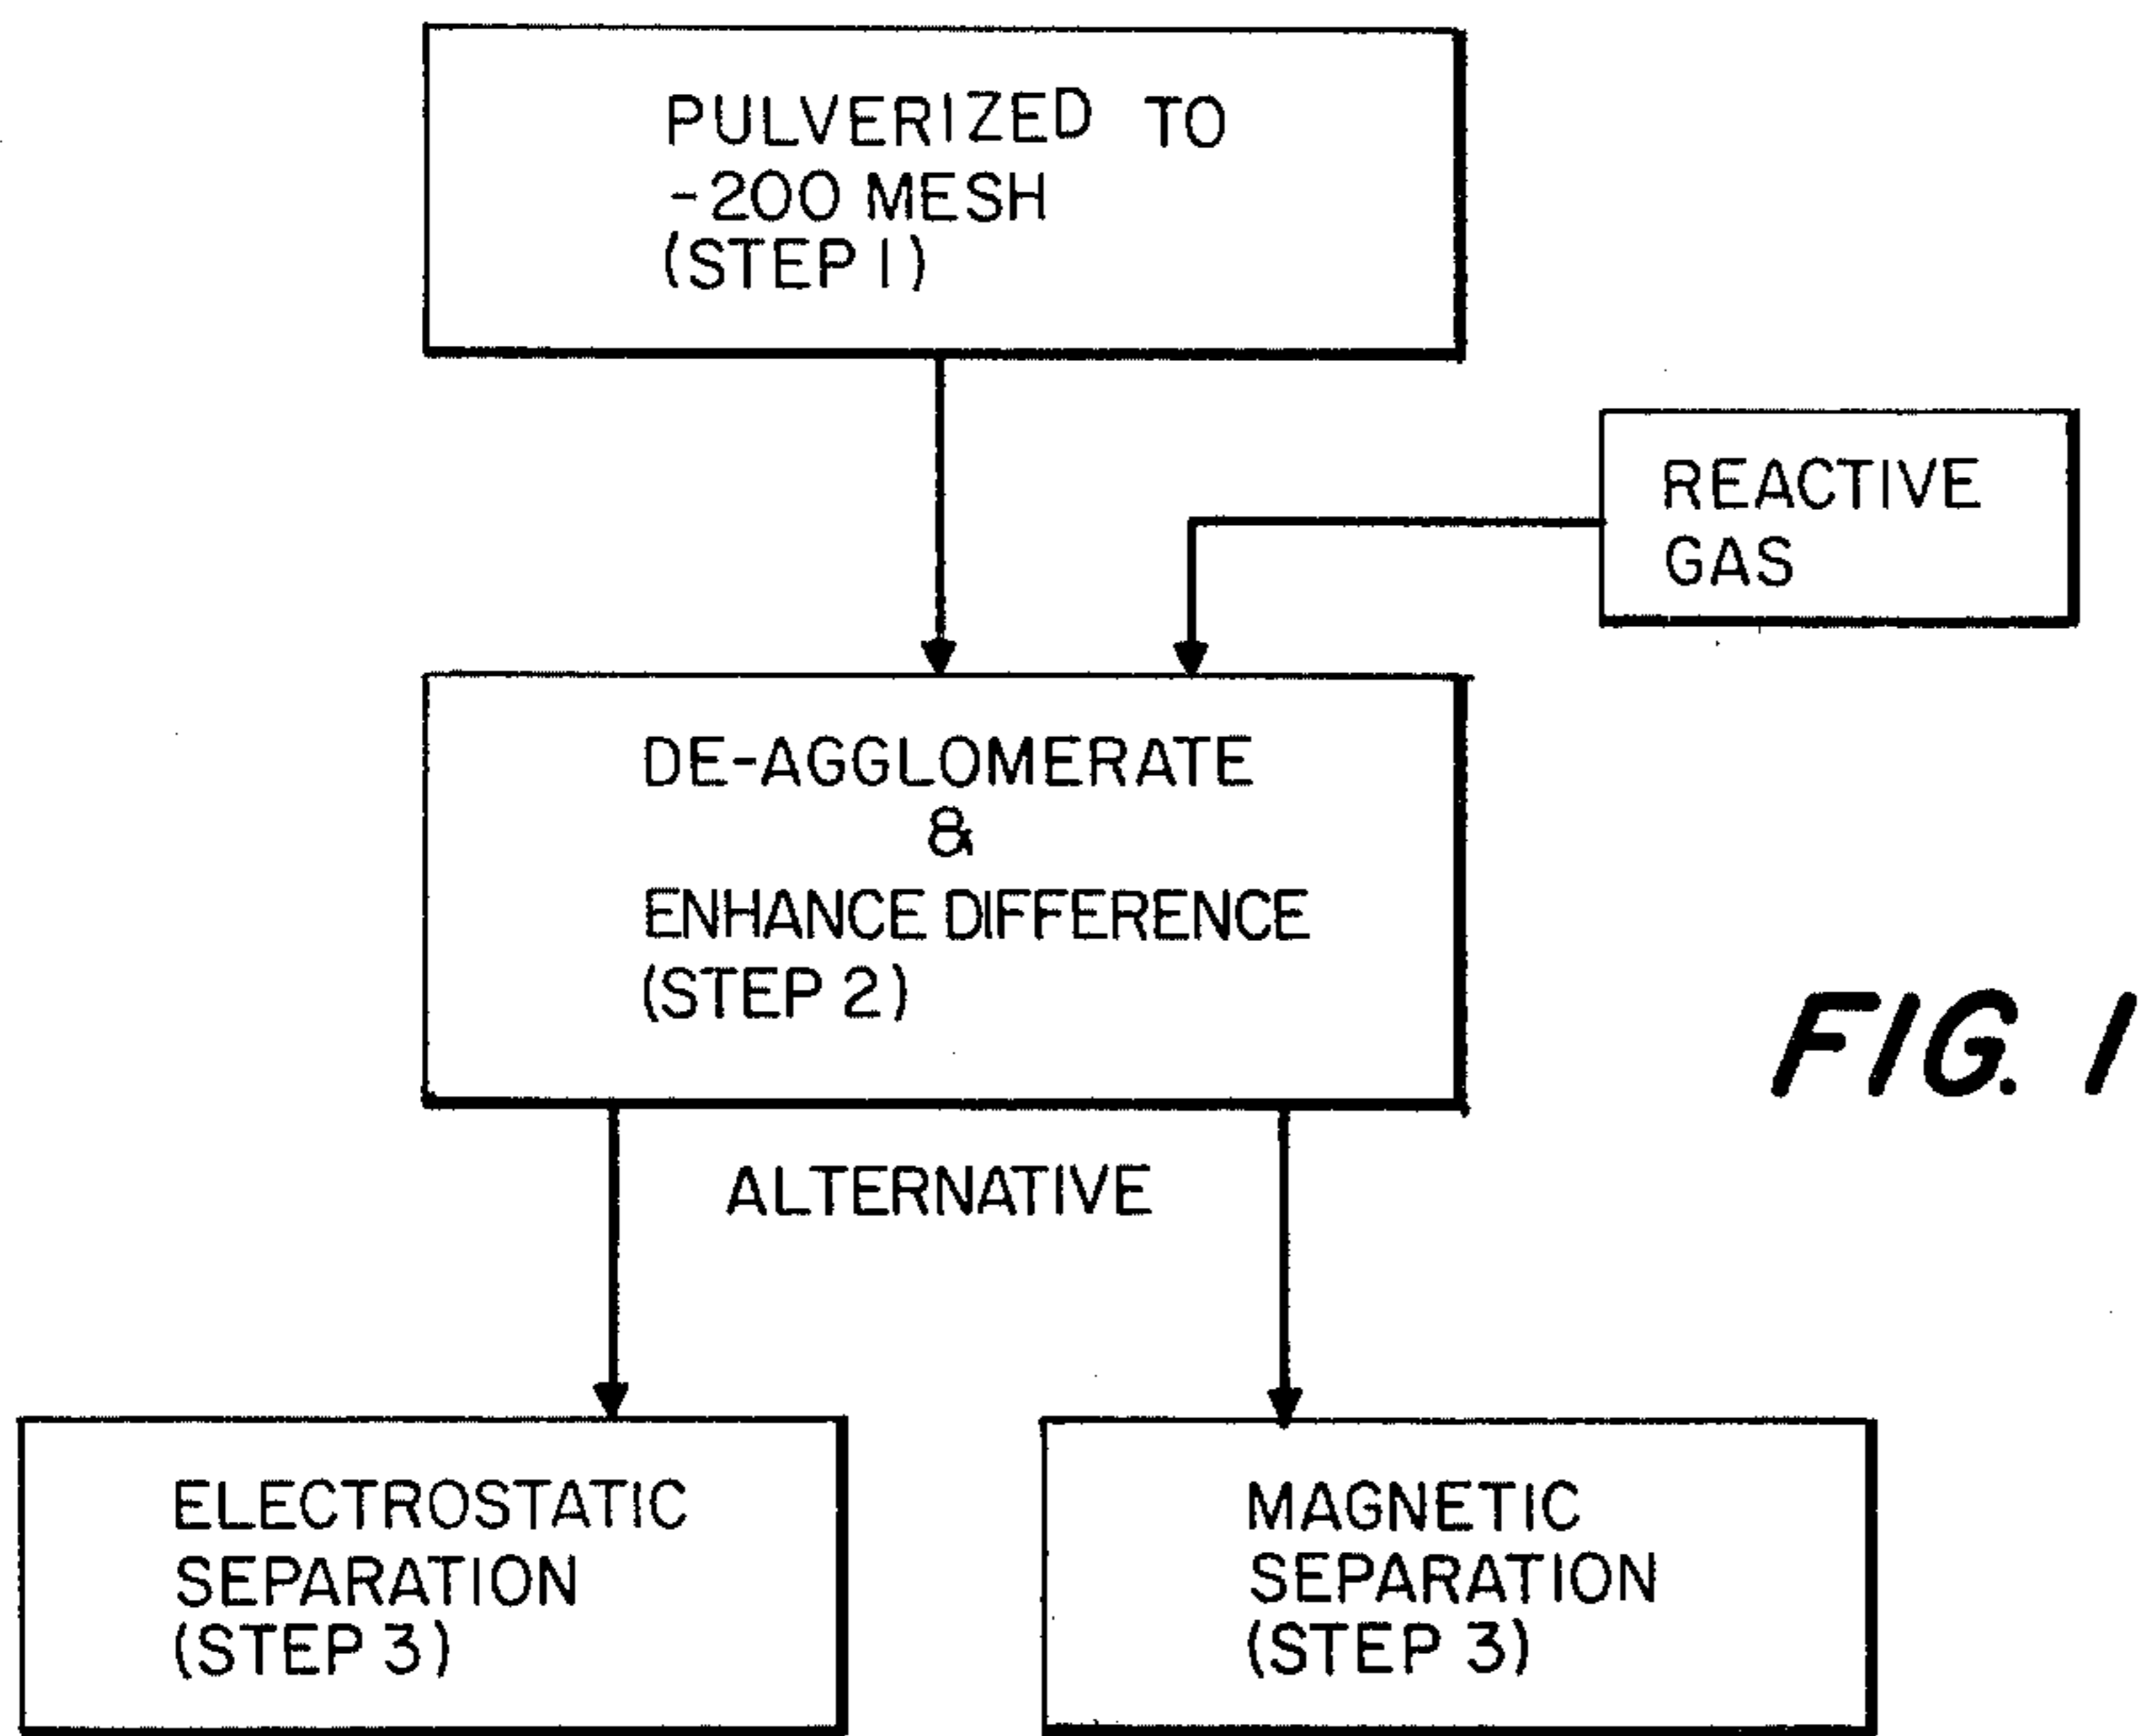 PULVERIZED TO
-200 MESH
(STEP 1)
REACTIVE
GAS
DE-AGGLOMERATE
&
ENHANCE DIFFERENCE
(STEP 2)
FIG. 1
ALTERNATIVE
ELECTROSTATIC
SEPARATION
(STEP 3)
MAGNETIC
SEPARATION
(STEP 3)